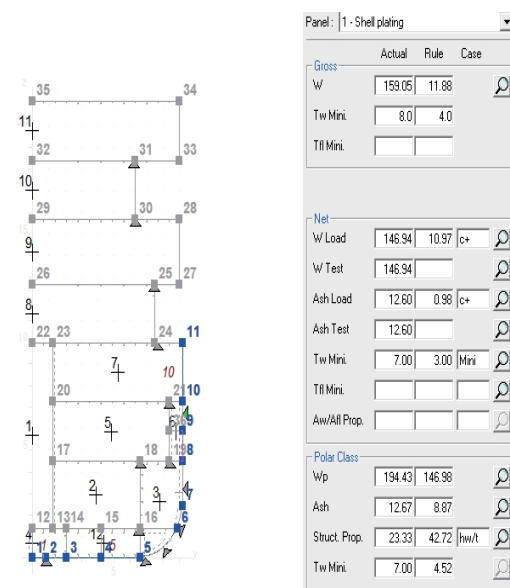 Panel : 1 - Shell plating
Actual Rule Case
Gross
W 159.05 11.88
Tw Mini. 8.0 4.0
Tfl Mini.
Net
W Load 146.94 10.97 c+
W Test 146.94
Ash Load 12.60 0.98 c+
Ash Test 12.60
Tw Mini. 7.00 3.00 Mini
Tfl Mini.
Aw/Afl Prop.
Polar Class
Wp 194.43 146.98
Ash 12.67 8.87
Struct. Prop. 23.33 42.72 hw/t
Tw Mini. 7.00 4.52
35 34
11
32 31 33
10
29 30 28
9
26 25 27
8
22 23 24 11
7 10
20 21 10
1 5 6 9
17 18 19 8
2 3 7
4 12 13 14 15 16 6
1 2 3 4 5
12